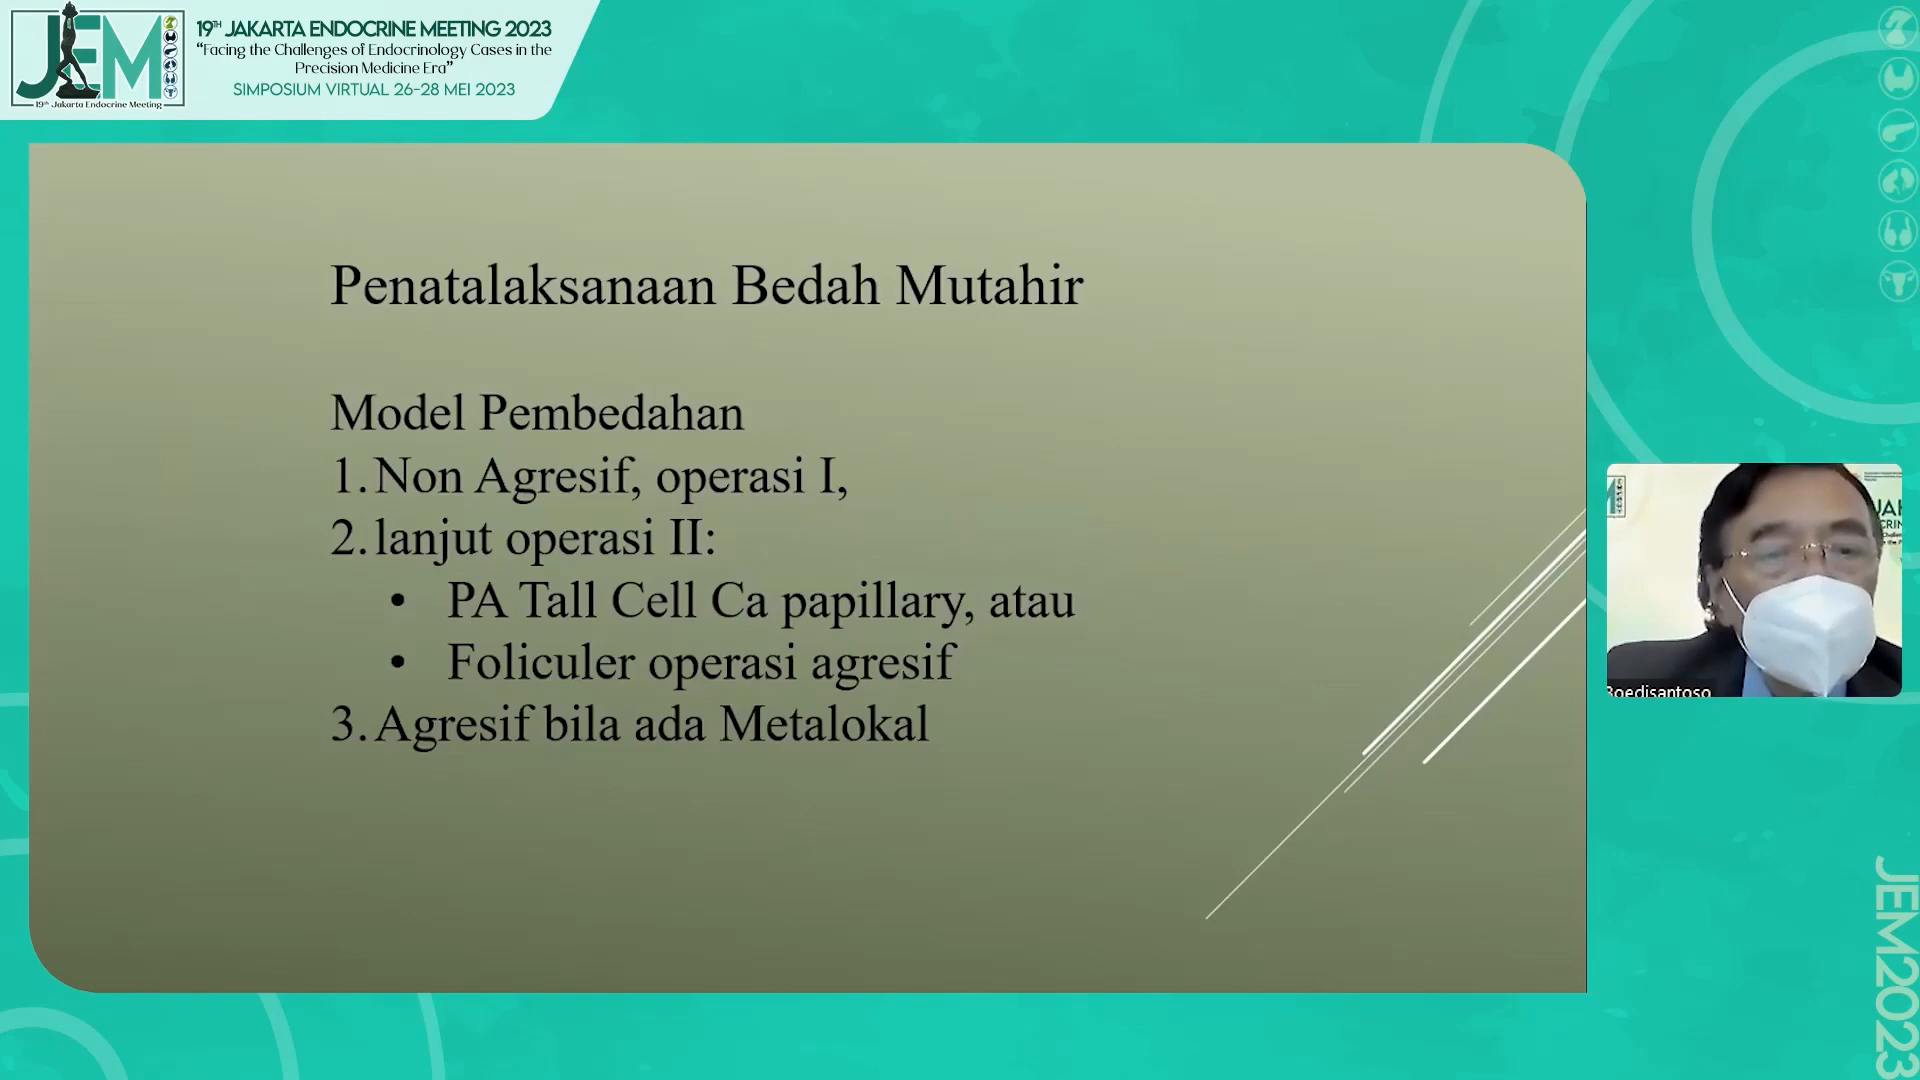 JEM
19th Jakarta Endocrine Meeting
19TH JAKARTA ENDOCRINE MEETING 2023
“Facing the Challenges of Endocrinology Cases in the
Precision Medicine Era”
SIMPOSIUM VIRTUAL 26-28 MEI 2023
Penatalaksanaan Bedah Mutahir
Model Pembedahan
1. Non Agresif, operasi I,
2. lanjut operasi II:
• PA Tall Cell Ca papillary, atau
• Foliculer operasi agresif
3. Agresif bila ada Metalokal
Boedisantoso
JEM2023